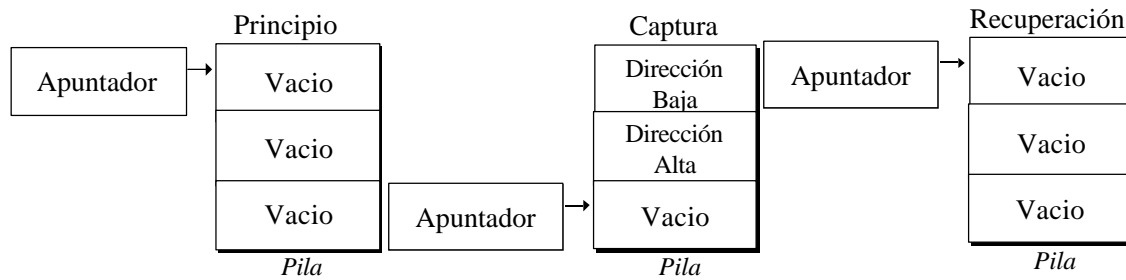 Principio
Apuntador
Vacio
Vacio
Vacio
Pila
Captura
Apuntador
Dirección
Baja
Dirección
Alta
Vacio
Pila
Recuperación
Apuntador
Vacio
Vacio
Vacio
Pila